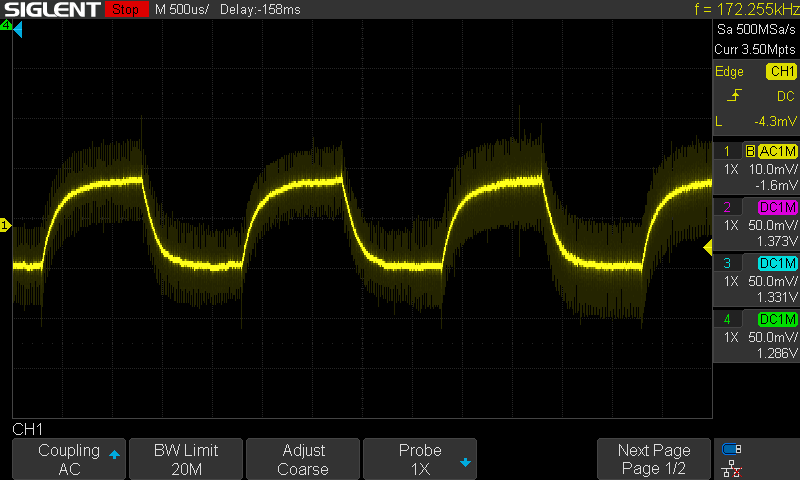 SIGLENT Stop M 500us/ Delay:-158ms f = 172.255kHz
Sa 500MSa/s
Curr 3.50Mpts
Edge CH1
DC
L -4.3mV
1 B AC1M
1X 10.0mV/
-1.6mV
2 DC1M
1X 50.0mV/
1.373V
3 DC1M
1X 50.0mV/
1.331V
4 DC1M
1X 50.0mV/
1.286V
4
1
CH1
Coupling BW Limit Adjust Probe Next Page
AC 20M Coarse 1X Page 1/2